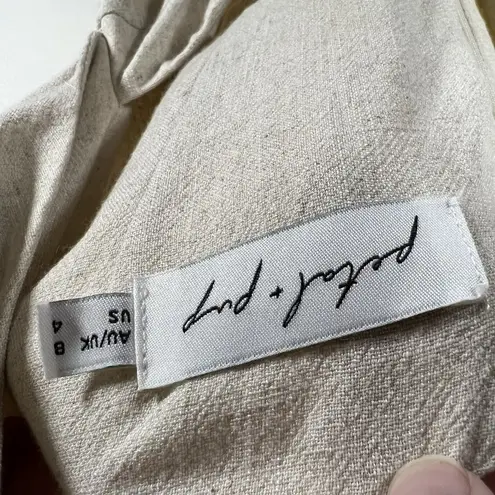 petal + pup
AU/UK 8
US 4